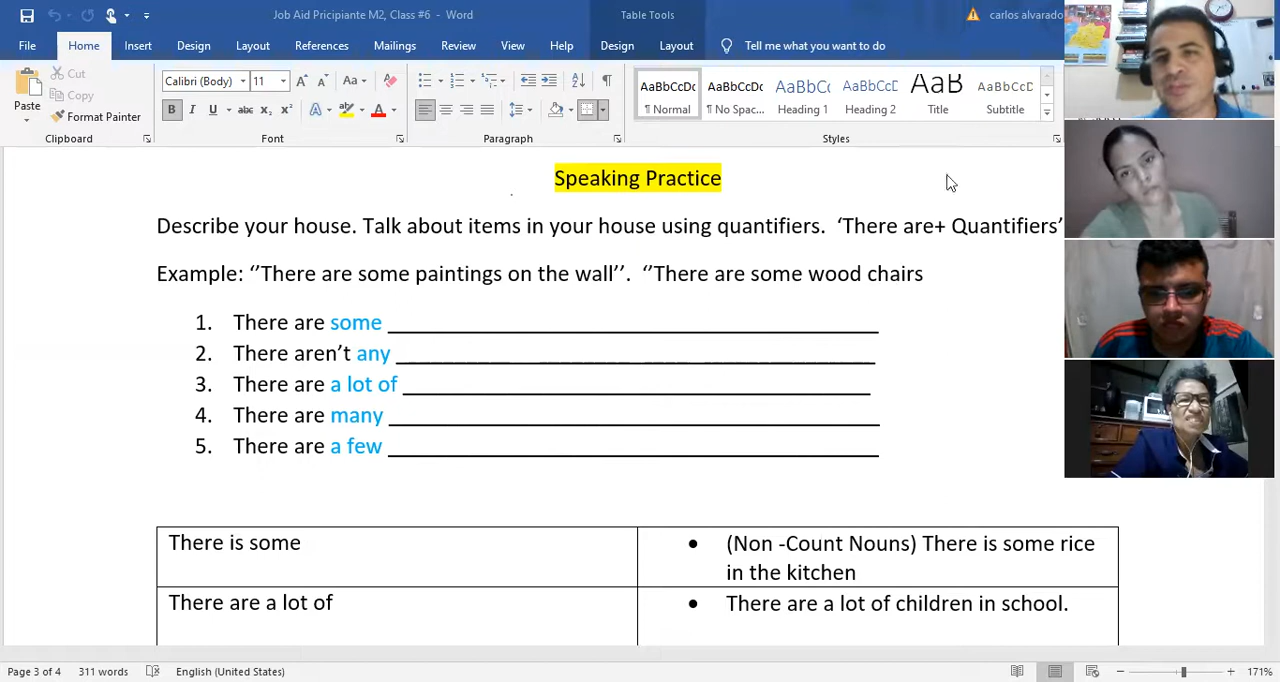 Job Aid Pricipiante M2, Class #6 - Word
Table Tools
carlos alvarado
File Home Insert Design Layout References Mailings Review View Help Design Layout Tell me what you want to do
Paste
Cut
Copy
Format Painter
Calibri (Body) 11
AaBbCcDc AaBbCcDc AaBbC AaBbCcD AaB AaBbCcD
¶ Normal ¶ No Spac... Heading 1 Heading 2 Title Subtitle
Clipboard Font Paragraph Styles
Speaking Practice
Describe your house. Talk about items in your house using quantifiers. ‘There are+ Quantifiers’
Example: ‘’There are some paintings on the wall’’. ‘’There are some wood chairs
1. There are some
2. There aren’t any
3. There are a lot of
4. There are many
5. There are a few
There is some
• (Non -Count Nouns) There is some rice
in the kitchen
There are a lot of
• There are a lot of children in school.
Page 3 of 4 311 words English (United States) 171%